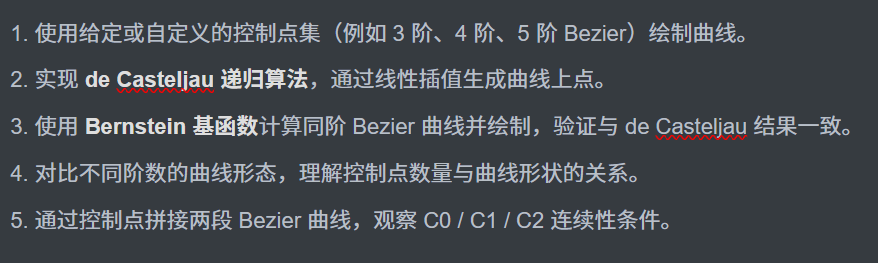 1. 使用给定或自定义的控制点集（例如 3 阶、4 阶、5 阶 Bezier）绘制曲线。
2. 实现 de Casteljau 递归算法，通过线性插值生成曲线上点。
3. 使用 Bernstein 基函数计算同阶 Bezier 曲线并绘制，验证与 de Casteljau 结果一致。
4. 对比不同阶数的曲线形态，理解控制点数量与曲线形状的关系。
5. 通过控制点拼接两段 Bezier 曲线，观察 C0 / C1 / C2 连续性条件。